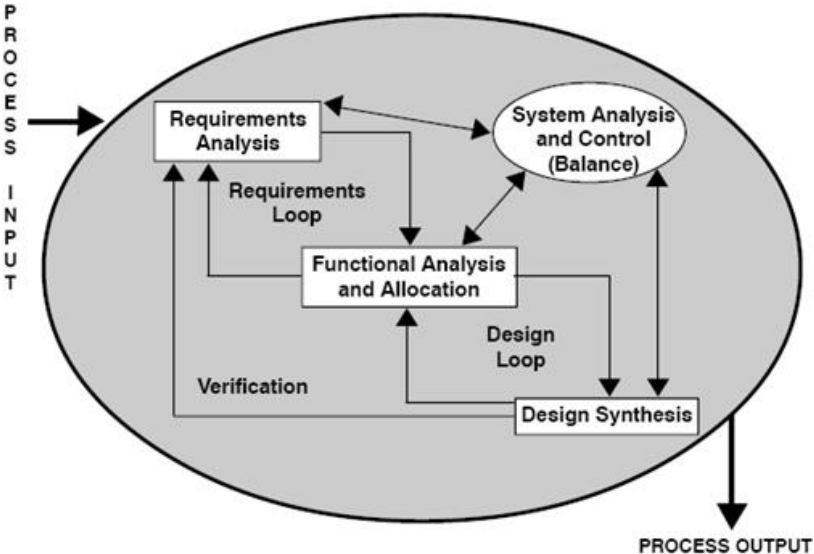 PROCESS INPUT
Requirements
Analysis
System Analysis
and Control
(Balance)
Requirements
Loop
Functional Analysis
and Allocation
Design
Loop
Verification
Design Synthesis
PROCESS OUTPUT